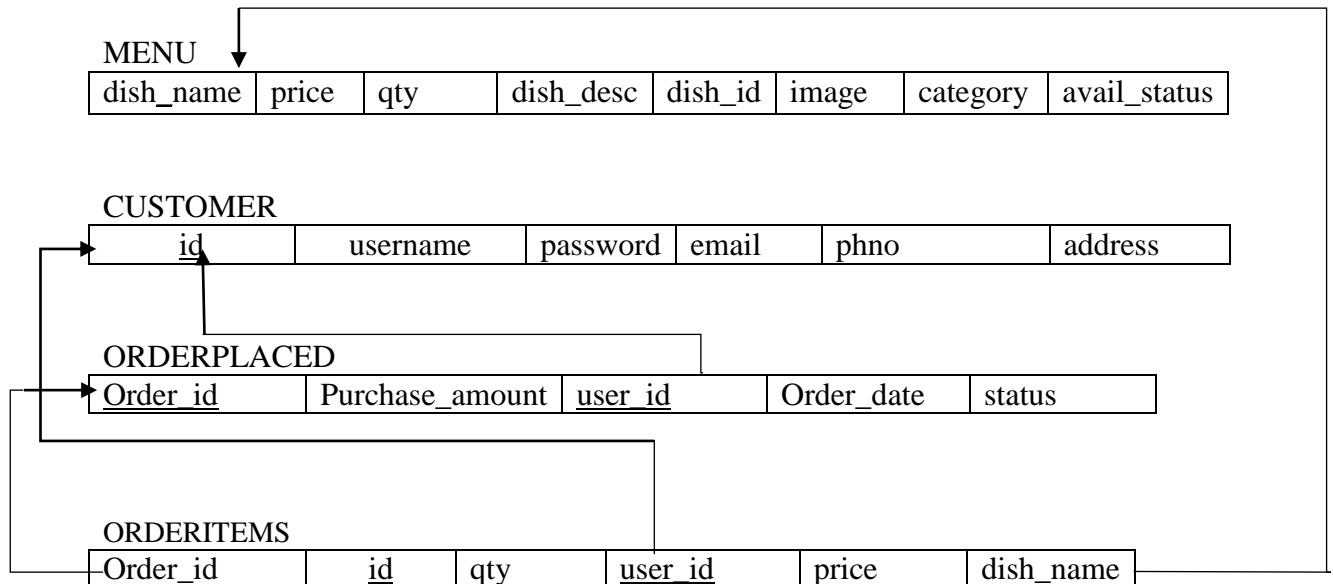 MENU
dish_name price qty dish_desc dish_id image category avail_status
CUSTOMER
id username password email phno address
ORDERPLACED
Order_id Purchase_amount user_id Order_date status
ORDERITEMS
Order_id id qty user_id price dish_name